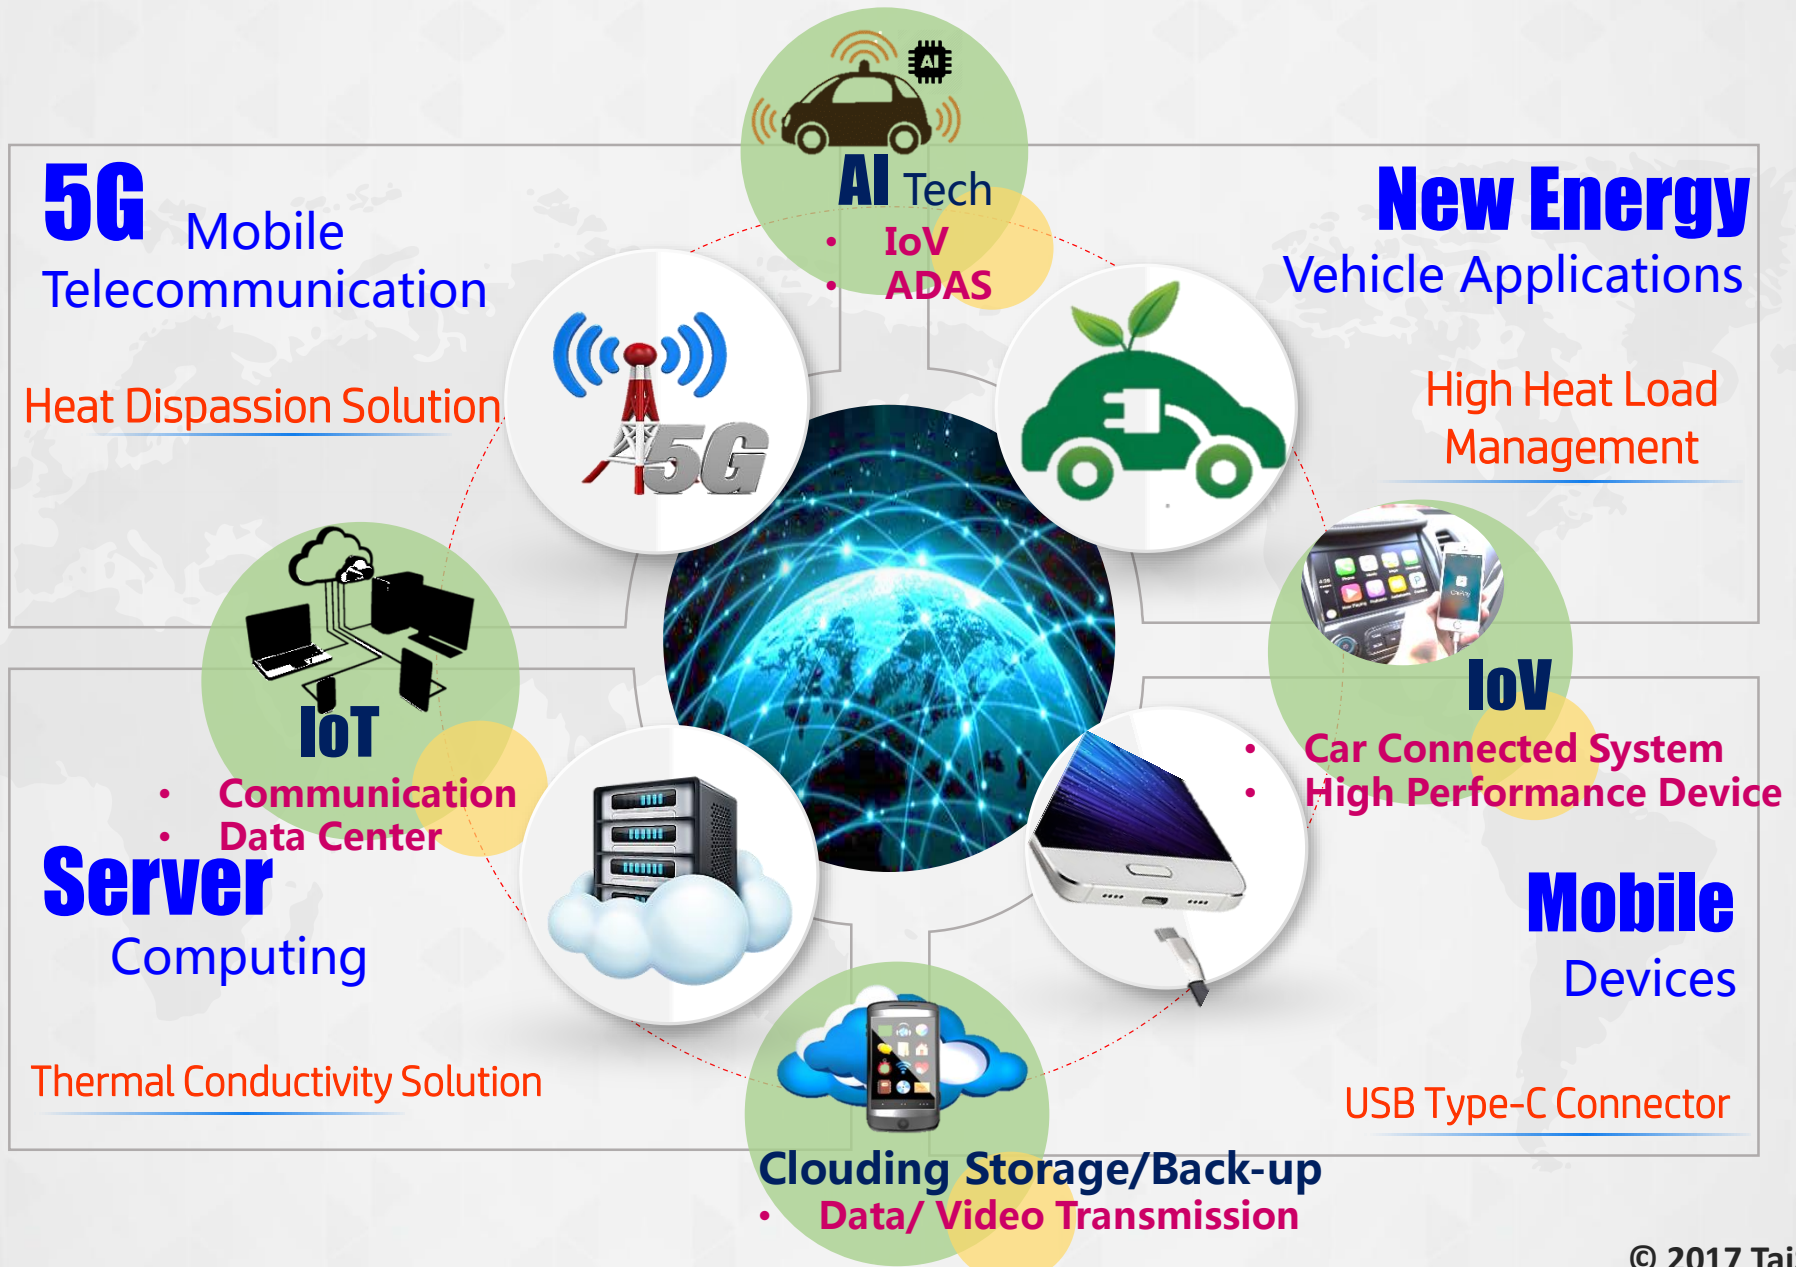 AI
AI Tech
• IoV
• ADAS
5G Mobile
Telecommunication
Heat Dispassion Solution
5G
New Energy
Vehicle Applications
High Heat Load
Management
IoT
• Communication
• Data Center
IoV
• Car Connected System
• High Performance Device
Server
Computing
Thermal Conductivity Solution
Mobile
Devices
USB Type-C Connector
Clouding Storage/Back-up
• Data/ Video Transmission
© 2017